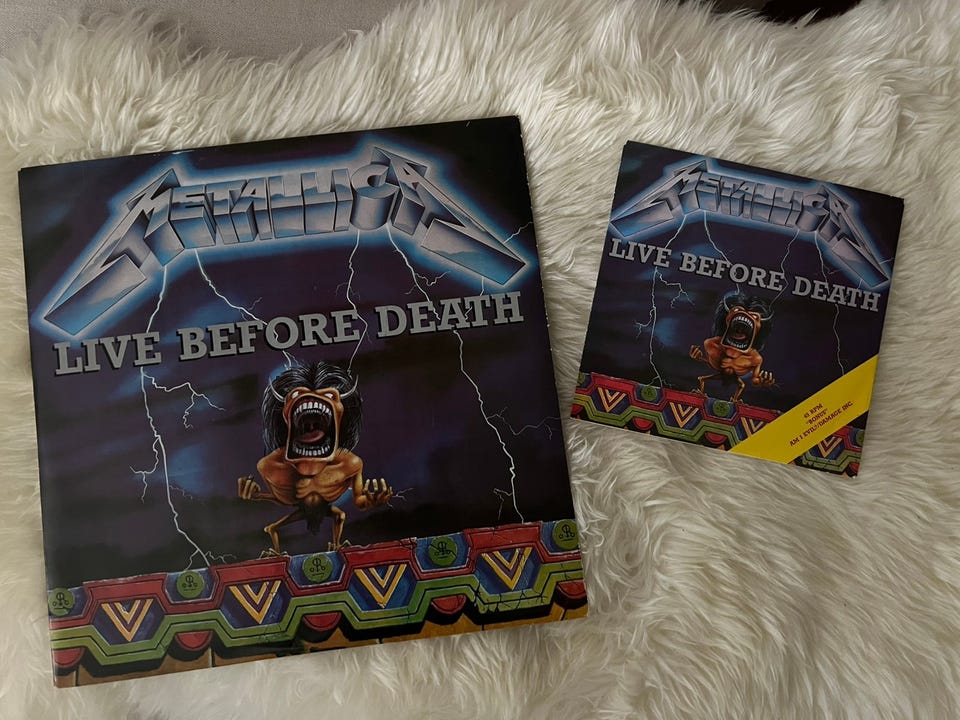 METALLICA
LIVE BEFORE DEATH
METALLICA
LIVE BEFORE DEATH
45 RPM
"BONUS"
AM I EVIL?/DAMAGE INC.